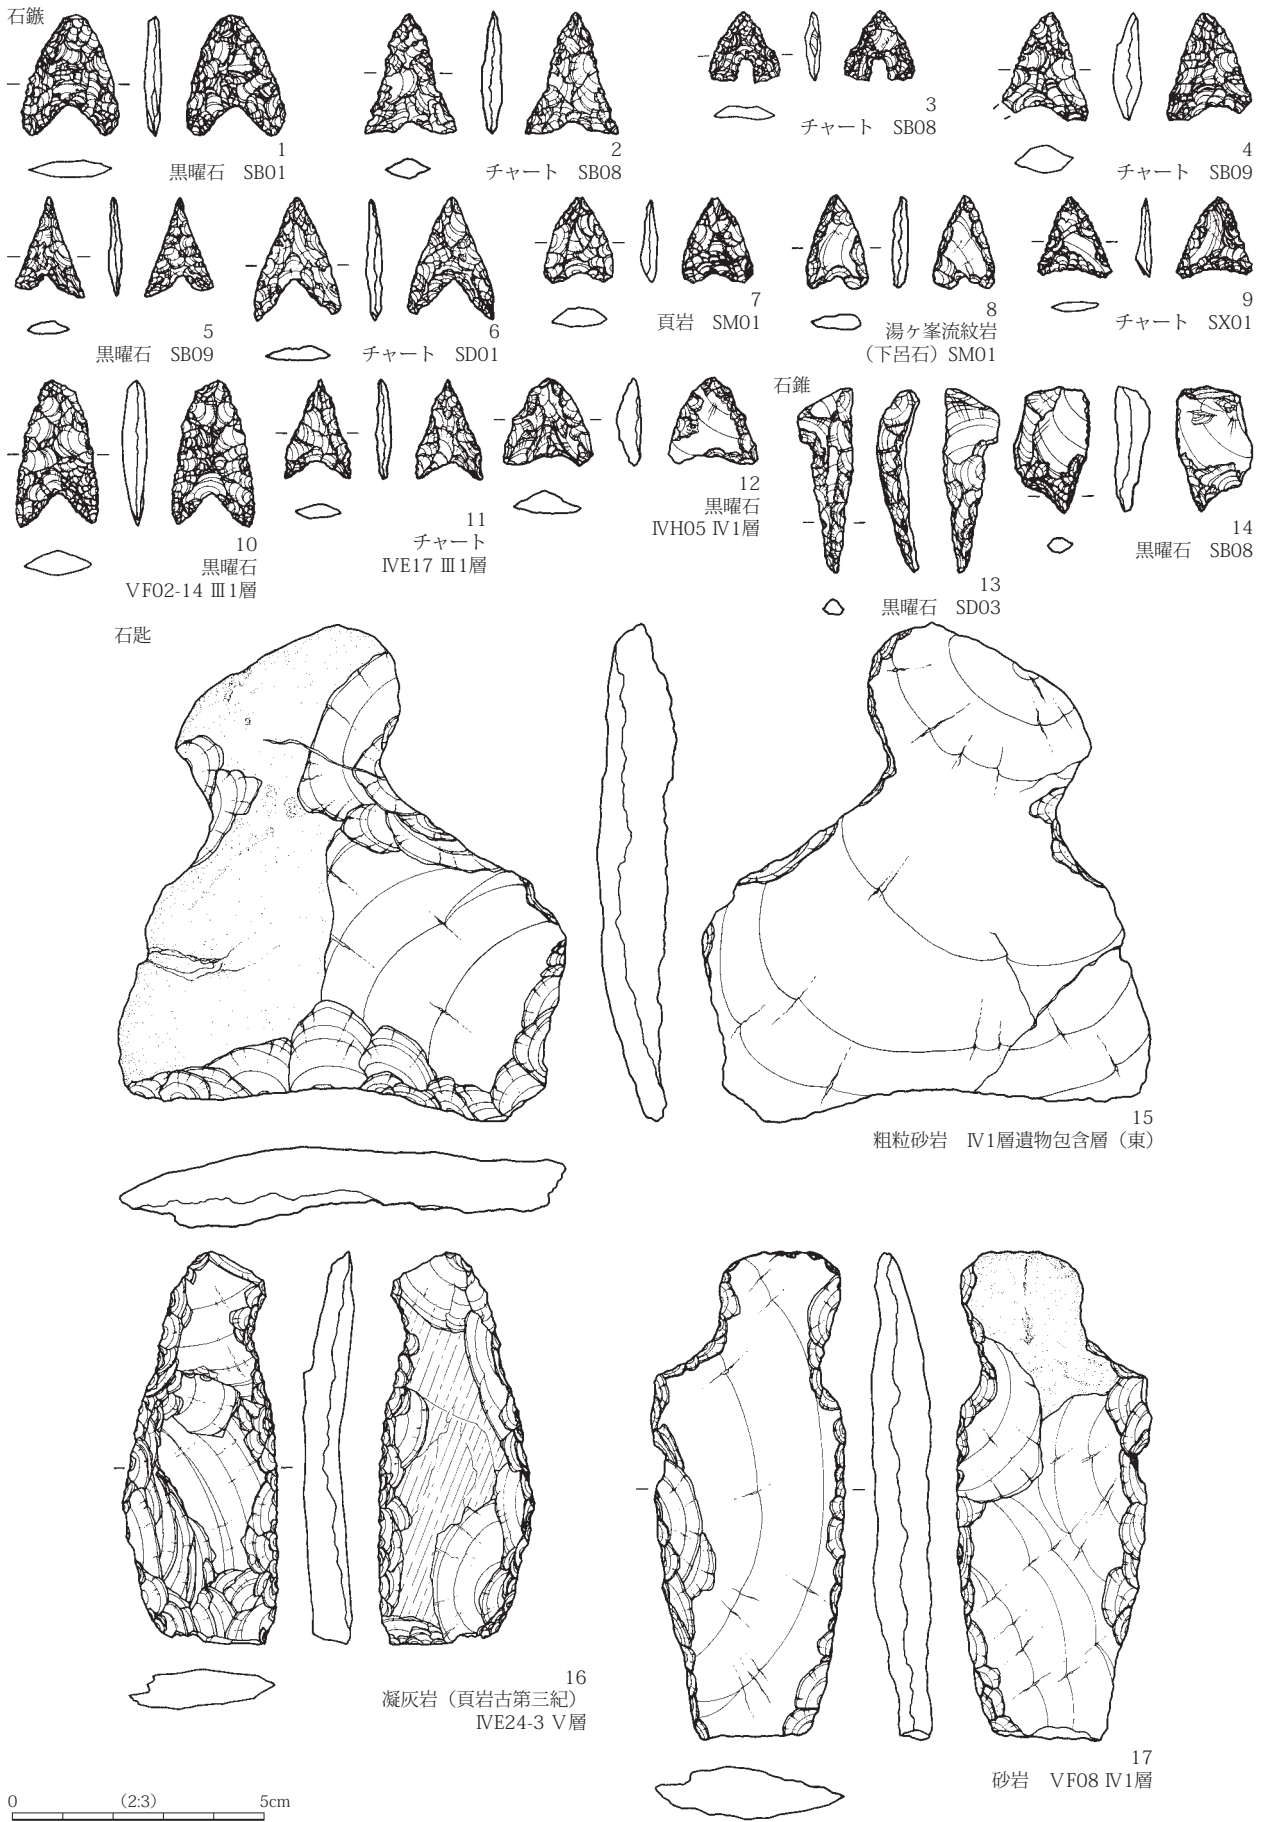 石鏃
1
黒曜石　SB01
2
チャート　SB08
3
チャート　SB08
4
チャート　SB09
5
黒曜石　SB09
6
チャート　SD01
7
頁岩　SM01
8
湯ヶ峯流紋岩
（下呂石）SM01
9
チャート　SX01
10
黒曜石
ⅤF02-14 Ⅲ1層
11
チャート
ⅣE17 Ⅲ1層
12
黒曜石
ⅣH05 Ⅳ1層
石錐
13
黒曜石　SD03
14
黒曜石　SB08
石匙
15
粗粒砂岩　Ⅳ1層遺物包含層（東）
16
凝灰岩（頁岩古第三紀）
ⅣE24-3 Ⅴ層
17
砂岩　ⅤF08 Ⅳ1層
0 (2:3) 5cm